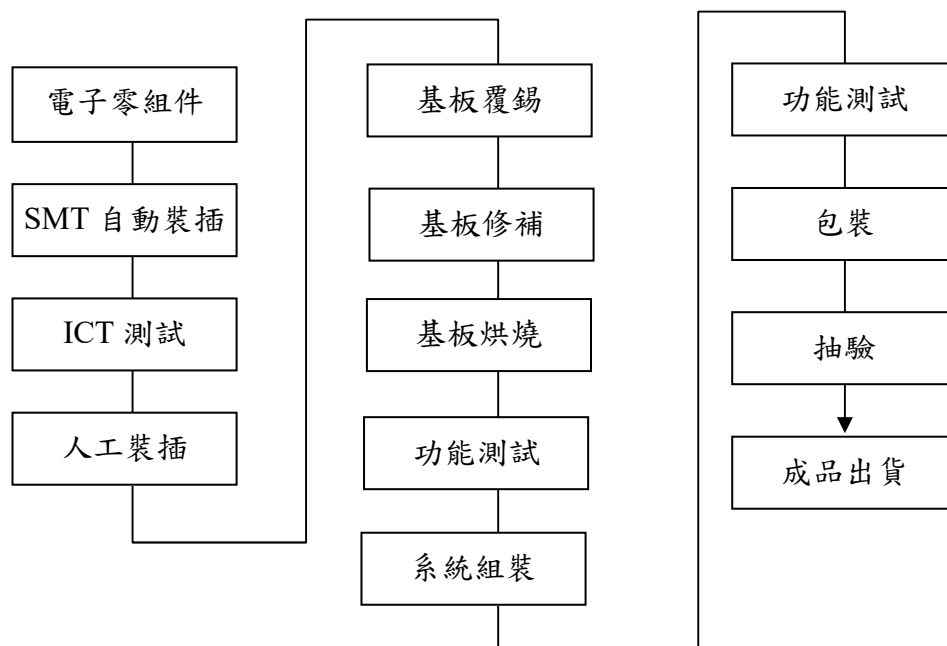 電子零組件
SMT 自動裝插
ICT 測試
人工裝插
基板覆錫
基板修補
基板烘燒
功能測試
系統組裝
功能測試
包裝
抽驗
成品出貨